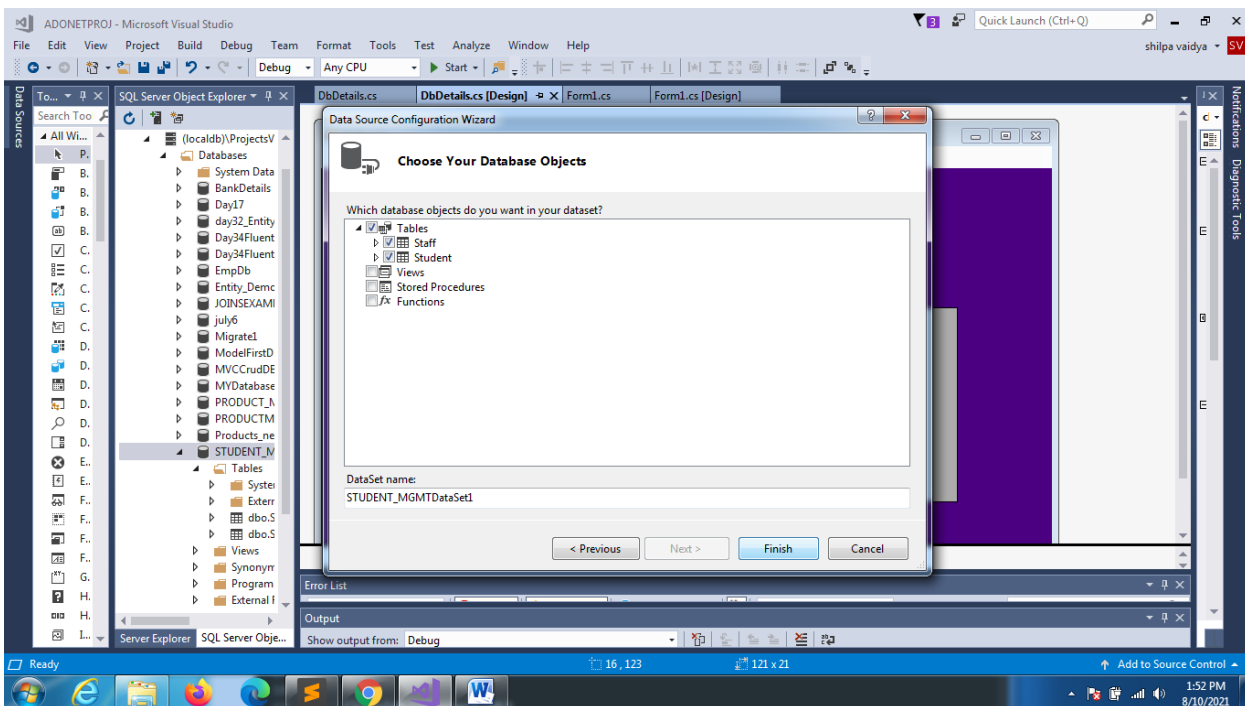 ADONETPROJ - Microsoft Visual Studio
3
Quick Launch (Ctrl+Q)
File Edit View Project Build Debug Team Format Tools Test Analyze Window Help
shilpa vaidya SV
Debug Any CPU Start
Data Sources
To...
Search Too
All Wi...
P.
B.
B.
B.
B.
C.
C.
C.
C.
C.
D.
D.
D.
D.
D.
D.
E..
E..
F..
F..
F..
F..
G.
H.
H.
I...
SQL Server Object Explorer
(localdb)\ProjectsV
Databases
System Data
BankDetails
Day17
day32_Entity
Day34Fluent
Day34Fluent
EmpDb
Entity_Demc
JOINSEXAMI
july6
Migrate1
ModelFirstD
MVCCrudDE
MYDatabase
PRODUCT_N
PRODUCTM
Products_ne
STUDENT_M
Tables
Syster
Exterr
dbo.S
dbo.S
Views
Synonym
Program
External F
Server Explorer SQL Server Obje...
DbDetails.cs DbDetails.cs [Design] Form1.cs Form1.cs [Design]
Data Source Configuration Wizard
Choose Your Database Objects
Which database objects do you want in your dataset?
Tables
Staff
Student
Views
Stored Procedures
fx Functions
DataSet name:
STUDENT_MGMTDataSet1
< Previous Next > Finish Cancel
Error List
Output
Show output from: Debug
Notifications
Diagnostic Tools
Ready 16 , 123 121 x 21 Add to Source Control
1:52 PM
8/10/2021